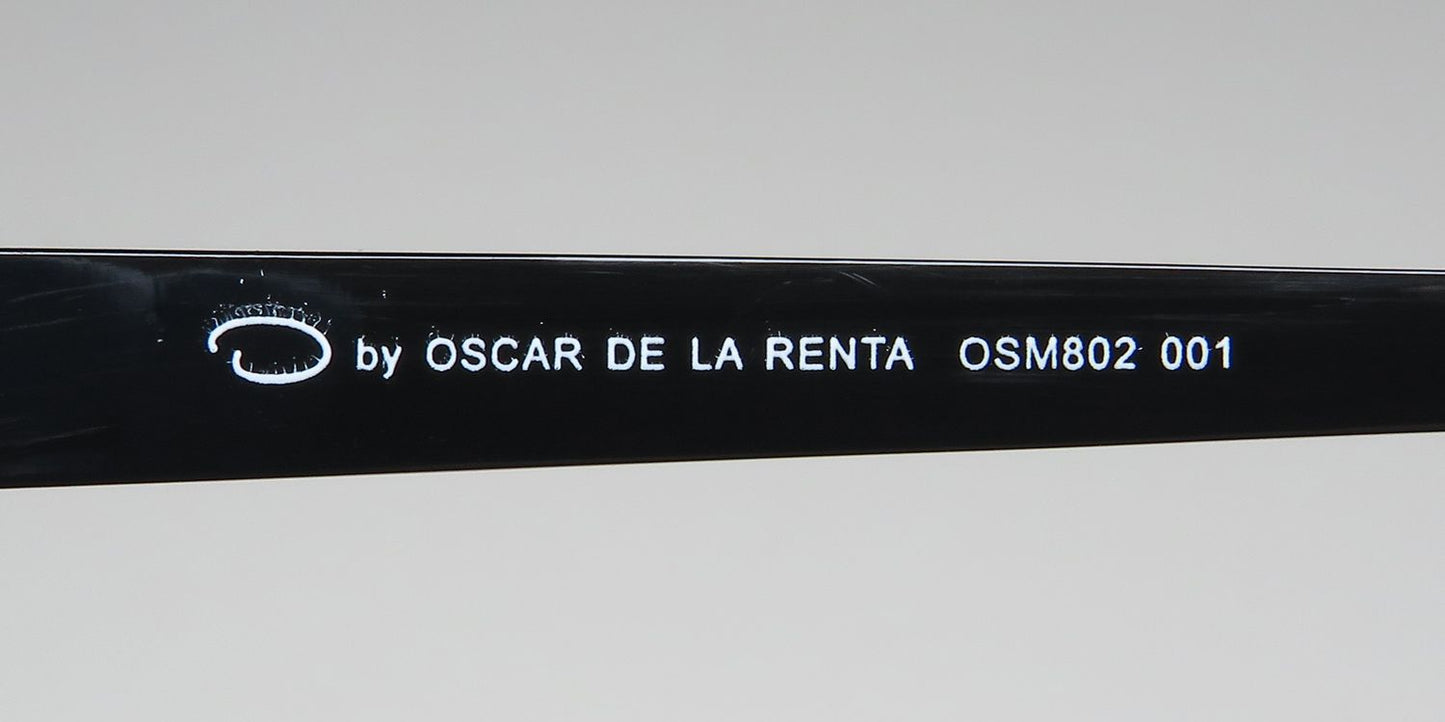 O by OSCAR DE LA RENTA OSM802 001